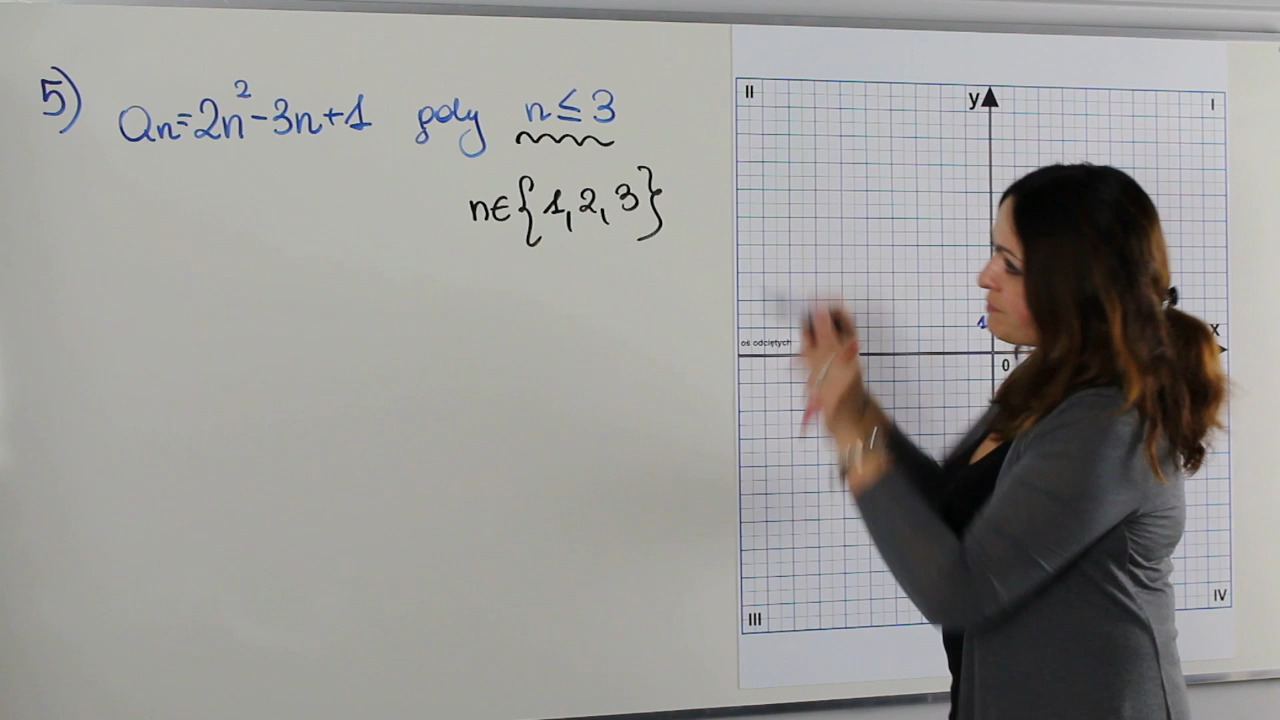 5) an=2n²-3n+1 gdy n≤3
n∈{1,2,3}
II
y
I
1
x
oś odciętych
0
III
IV